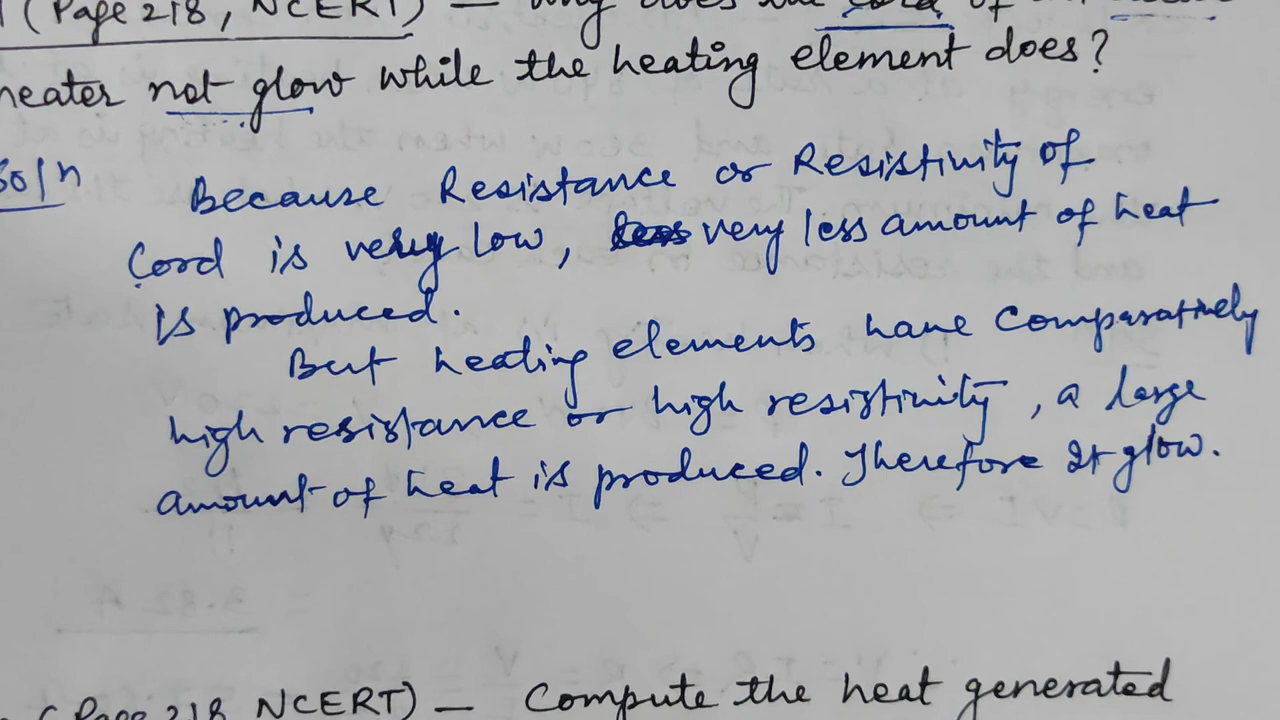 (Page 218, NCERT) — Why does the cord of
heater not glow while the heating element does?
Soln Because Resistance or Resistivity of
Cord is very low, very less amount of heat
is produced.
But heating elements have comparatively
high resistance or high resistivity, a large
amount of heat is produced. Therefore It glow.
(Page 218, NCERT) — Compute the heat generated